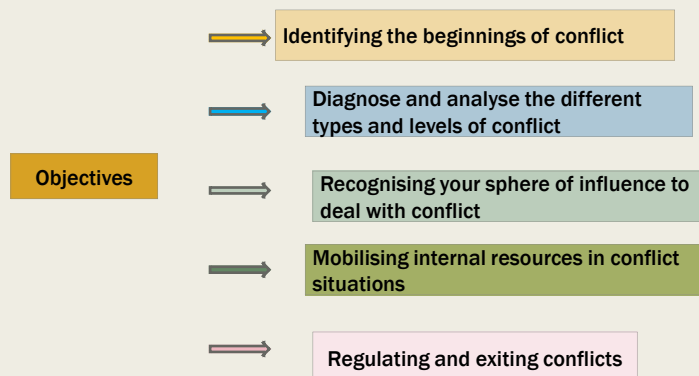 Objectives
Identifying the beginnings of conflict
Diagnose and analyse the different
types and levels of conflict
Recognising your sphere of influence to
deal with conflict
Mobilising internal resources in conflict
situations
Regulating and exiting conflicts